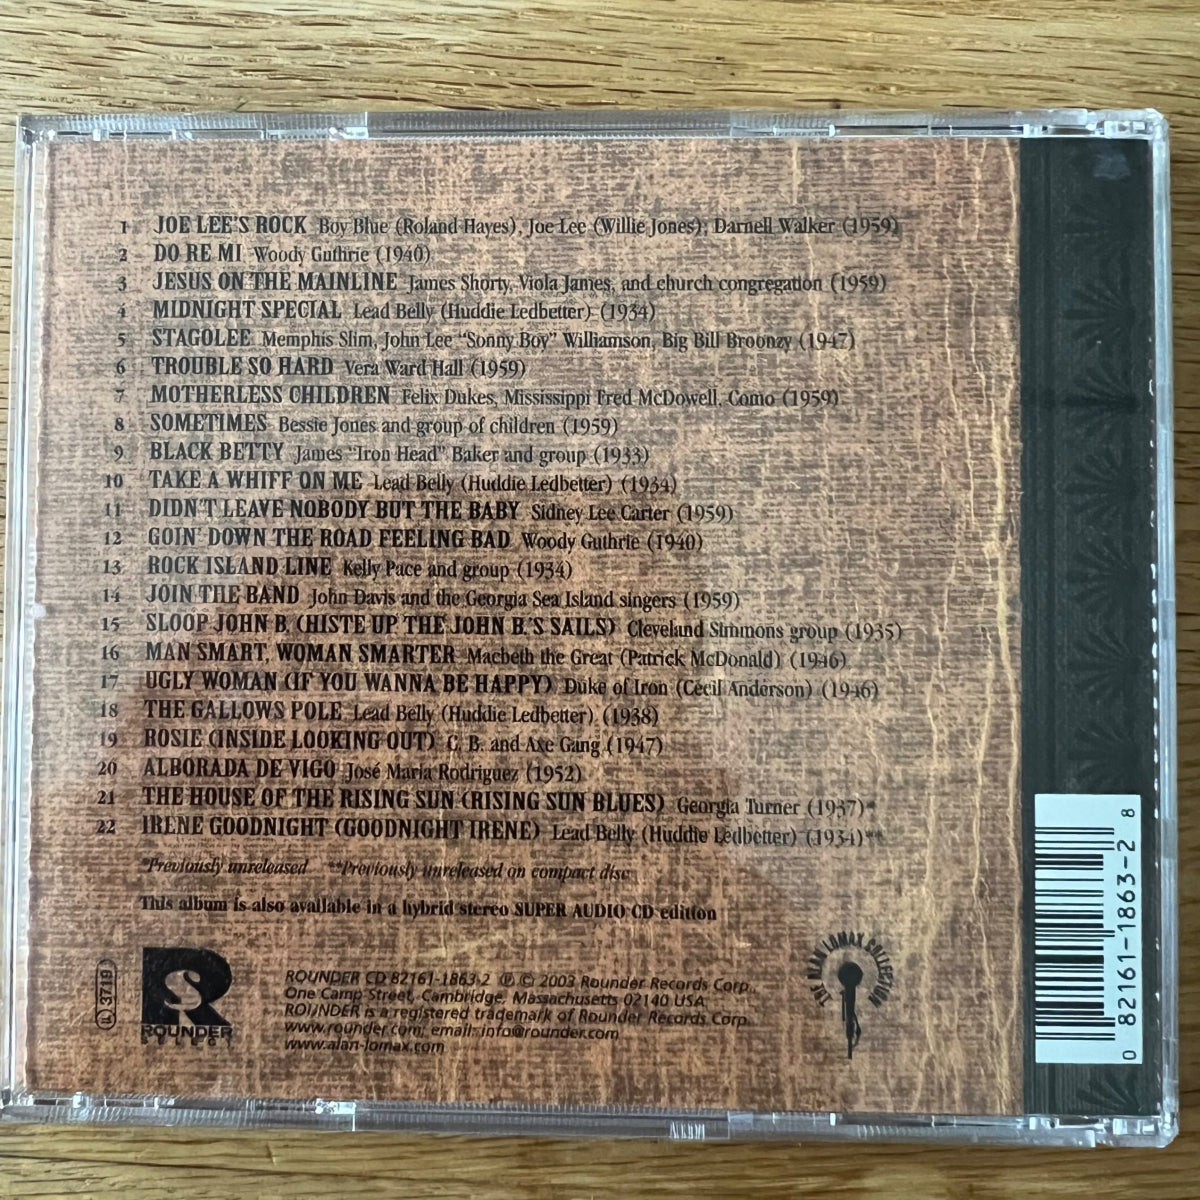 1 JOE LEE'S ROCK Boy Blue (Roland Hayes), Joe Lee (Willie Jones); Darnell Walker (1959)
2 DO RE MI Woody Guthrie (1940)
3 JESUS ON THE MAINLINE James Shorty, Viola James, and church congregation (1959)
4 MIDNIGHT SPECIAL Lead Belly (Huddie Ledbetter) (1934)
5 STAGOLEE Memphis Slim, John Lee "Sonny Boy" Williamson, Big Bill Broonzy (1947)
6 TROUBLE SO HARD Vera Ward Hall (1959)
7 MOTHERLESS CHILDREN Felix Dukes, Mississippi Fred McDowell, Como (1959)
8 SOMETIMES Bessie Jones and group of children (1959)
9 BLACK BETTY James "Iron Head" Baker and group (1933)
10 TAKE A WHIFF ON ME Lead Belly (Huddie Ledbetter) (1934)
11 DIDN'T LEAVE NOBODY BUT THE BABY Sidney Lee Carter (1959)
12 GOIN' DOWN THE ROAD FEELING BAD Woody Guthrie (1940)
13 ROCK ISLAND LINE Kelly Pace and group (1934)
14 JOIN THE BAND John Davis and the Georgia Sea Island singers (1959)
15 SLOOP JOHN B. (HISTE UP THE JOHN B.'S SAILS) Cleveland Simmons group (1935)
16 MAN SMART, WOMAN SMARTER Macbeth the Great (Patrick McDonald) (1946)
17 UGLY WOMAN (IF YOU WANNA BE HAPPY) Duke of Iron (Cecil Anderson) (1946)
18 THE GALLOWS POLE Lead Belly (Huddie Ledbetter) (1938)
19 ROSIE (INSIDE LOOKING OUT) C. B. and Axe Gang (1947)
20 ALBORADA DE VIGO José María Rodriguez (1952)
21 THE HOUSE OF THE RISING SUN (RISING SUN BLUES) Georgia Turner (1937)*
22 IRENE GOODNIGHT (GOODNIGHT IRENE) Lead Belly (Huddie Ledbetter) (1934)**
*Previously unreleased **Previously unreleased on compact disc
This album is also available in a hybrid stereo SUPER AUDIO CD edition
LC 3719
R S
ROUNDER
SELECT
ROUNDER CD 82161-1863-2 ℗ © 2003 Rounder Records Corp.,
One Camp Street, Cambridge, Massachusetts 02140 USA
ROUNDER is a registered trademark of Rounder Records Corp.
www.rounder.com; email: info@rounder.com
www.alan-lomax.com
THE ALAN LOMAX COLLECTION
0 82161-1863-2 8